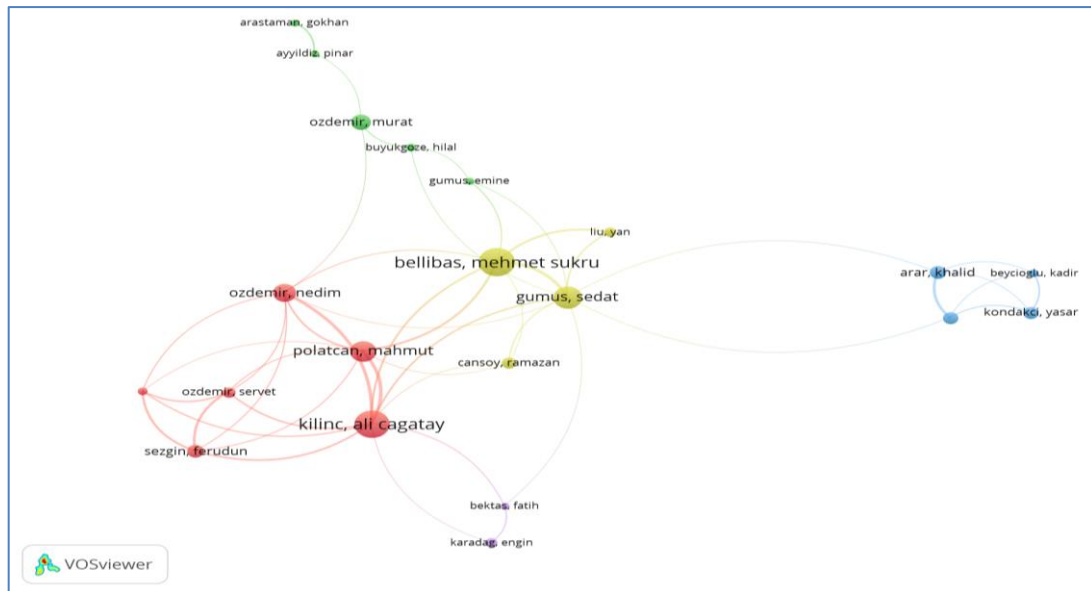 arastaman, gokhan
ayyildiz, pinar
ozdemir, murat
buyukgoze, hilal
gumus, emine
liu, yan
bellibas, mehmet sukru
arar, khalid
beycioglu, kadir
ozdemir, nedim
gumus, sedat
kondakci, yasar
polatcan, mahmut
cansoy, ramazan
ozdemir, servet
kilinc, ali cagatay
sezgin, ferudun
bektas, fatih
karadag, engin
VOSviewer